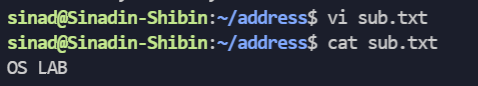 sinad@Sinadin-Shibin:~/address$ vi sub.txt
sinad@Sinadin-Shibin:~/address$ cat sub.txt
OS LAB